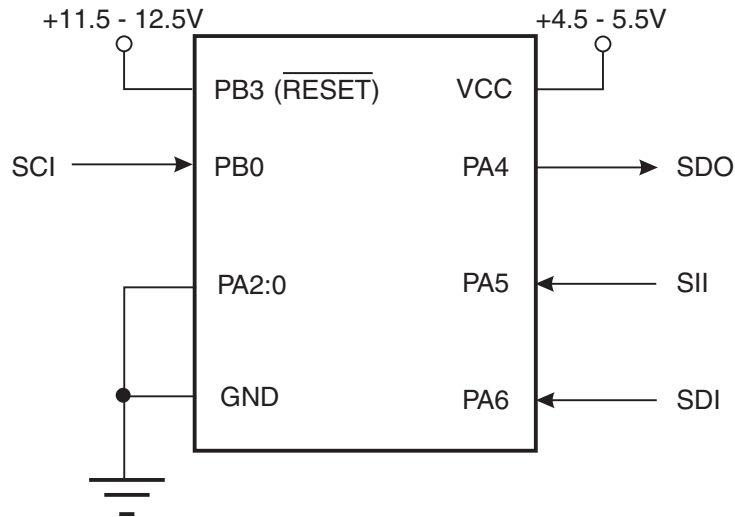 +11.5 - 12.5V
+4.5 - 5.5V
PB3 (RESET)
VCC
SCI
PB0
PA4
SDO
PA2:0
PA5
SII
GND
PA6
SDI